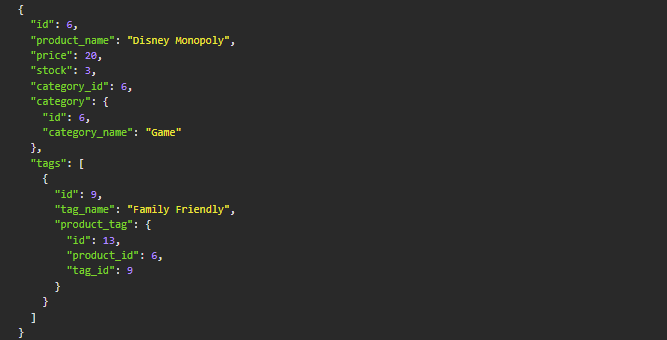 {
"id": 6,
"product_name": "Disney Monopoly",
"price": 20,
"stock": 3,
"category_id": 6,
"category": {
"id": 6,
"category_name": "Game"
},
"tags": [
{
"id": 9,
"tag_name": "Family Friendly",
"product_tag": {
"id": 13,
"product_id": 6,
"tag_id": 9
}
}
]
}